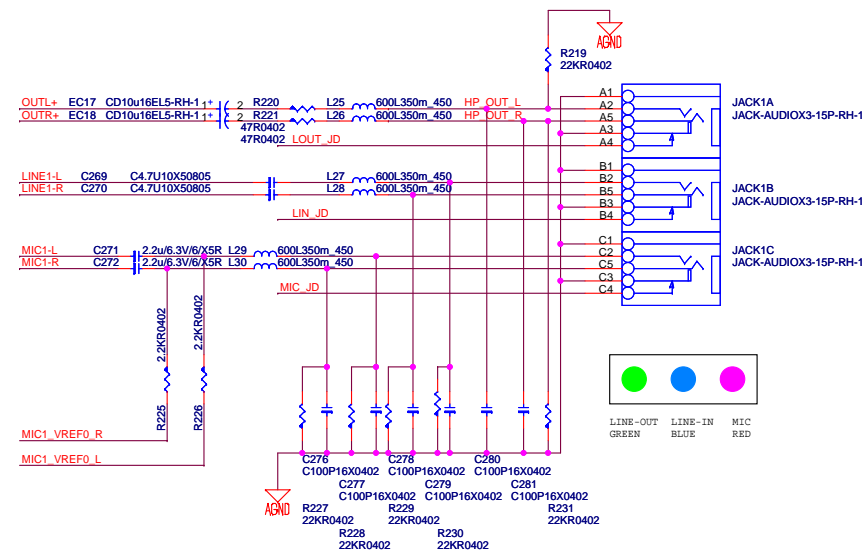 AGND
R219
22KR0402
OUTL+ EC17 CD10u16EL5-RH-1 1 + 2 R220 L25 600L350m_450 HP_OUT_L
OUTR+ EC18 CD10u16EL5-RH-1 1 + 2 R221 L26 600L350m_450 HP_OUT_R
47R0402
47R0402 LOUT_JD
A1
A2
A5
A3
A4
JACK1A
JACK-AUDIOX3-15P-RH-1
LINE1-L C269 C4.7U10X50805 L27 600L350m_450
LINE1-R C270 C4.7U10X50805 L28 600L350m_450
LIN_JD
B1
B2
B5
B3
B4
JACK1B
JACK-AUDIOX3-15P-RH-1
MIC1-L C271 2.2u/6.3V/6/X5R L29 600L350m_450
MIC1-R C272 2.2u/6.3V/6/X5R L30 600L350m_450
MIC_JD
C1
C2
C5
C3
C4
JACK1C
JACK-AUDIOX3-15P-RH-1
2.2KR0402
2.2KR0402
R225
R226
MIC1_VREF0_R
MIC1_VREF0_L
LINE-OUT LINE-IN MIC
GREEN BLUE RED
C276 C278 C280
C100P16X0402 C100P16X0402 C100P16X0402
C277 C279 C281
C100P16X0402 C100P16X0402 C100P16X0402
AGND
R227 R229 R231
22KR0402 22KR0402 22KR0402
R228 R230
22KR0402 22KR0402